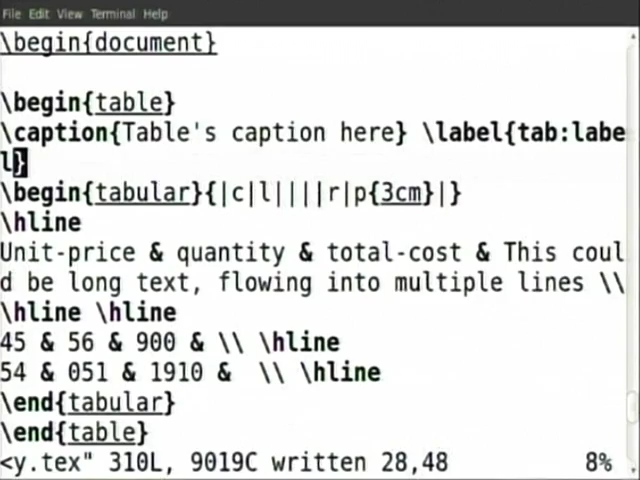 File Edit View Terminal Help
\begin{document}
\begin{table}
\caption{Table's caption here} \label{tab:labe
l}
\begin{tabular}{|c|l||||r|p{3cm}|}
\hline
Unit-price & quantity & total-cost & This coul
d be long text, flowing into multiple lines \\
\hline \hline
45 & 56 & 900 & \\ \hline
54 & 051 & 1910 &  \\ \hline
\end{tabular}
\end{table}
<y.tex" 310L, 9019C written 28,48 8%